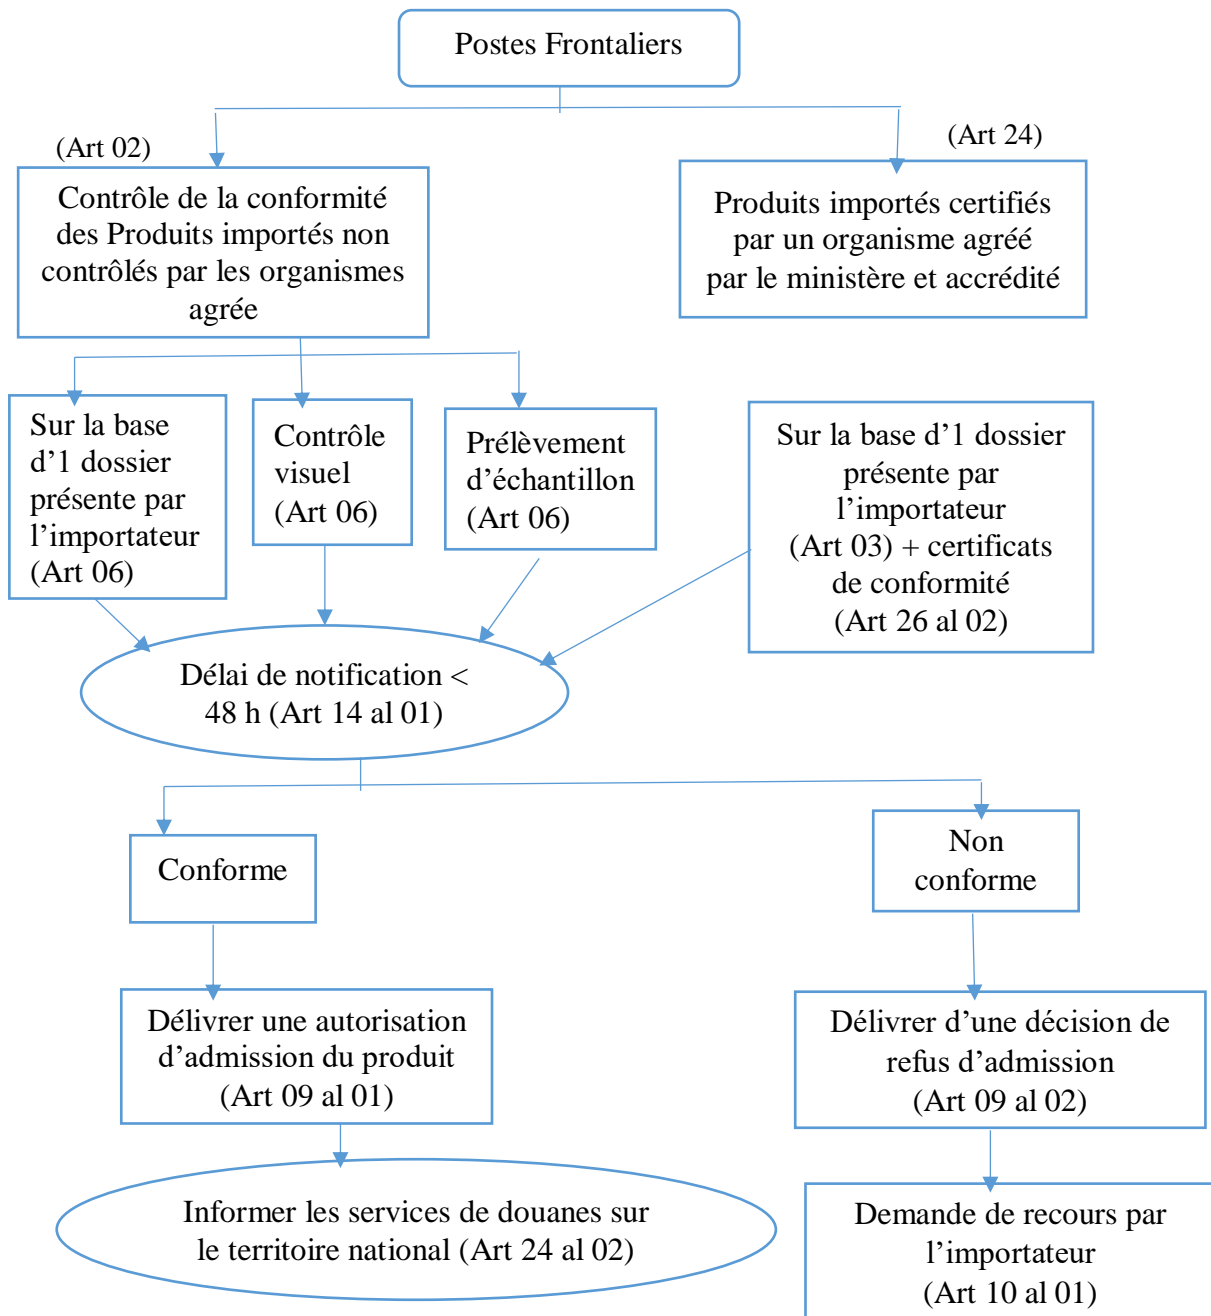 Postes Frontaliers
(Art 02)
(Art 24)
Contrôle de la conformité
des Produits importés non
contrôlés par les organismes
agrée
Produits importés certifiés
par un organisme agréé
par le ministère et accrédité
Sur la base
d’1 dossier
présente par
l’importateur
(Art 06)
Contrôle
visuel
(Art 06)
Prélèvement
d’échantillon
(Art 06)
Sur la base d’1 dossier
présente par
l’importateur
(Art 03) + certificats
de conformité
(Art 26 al 02)
Délai de notification <
48 h (Art 14 al 01)
Conforme
Non
conforme
Délivrer une autorisation
d’admission du produit
(Art 09 al 01)
Délivrer d’une décision de
refus d’admission
(Art 09 al 02)
Informer les services de douanes sur
le territoire national (Art 24 al 02)
Demande de recours par
l’importateur
(Art 10 al 01)